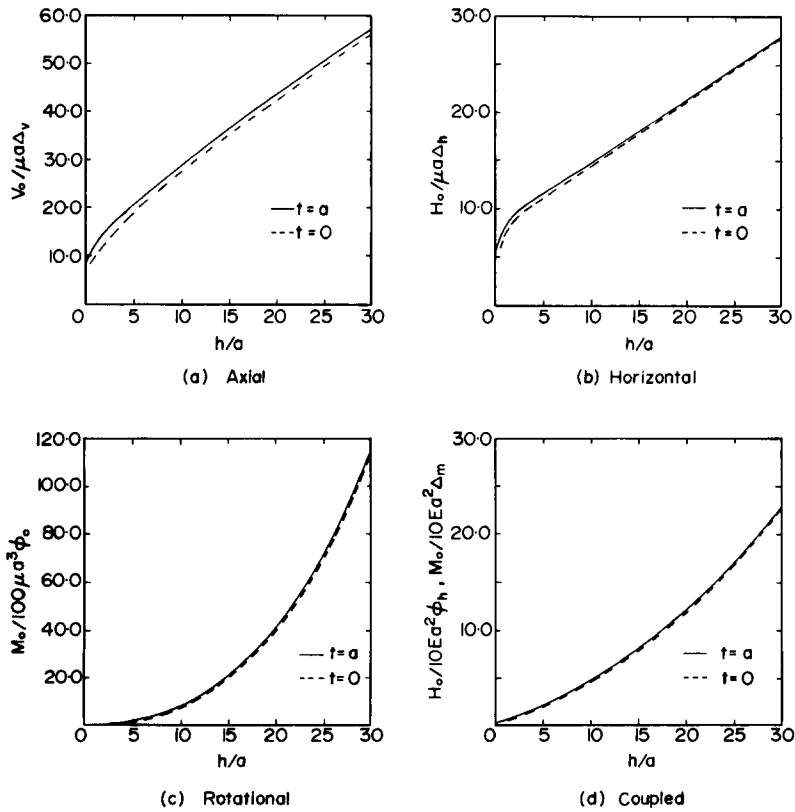 60·0
50·0
40·0
30·0
20·0
10·0
V₀/μaΔᵥ
t=a
t=0
0 5 10 15 20 25 30
h/a
(a) Axial
30·0
20·0
10·0
H₀/μaΔₕ
t=a
t=0
0 5 10 15 20 25 30
h/a
(b) Horizontal
120·0
100·0
80·0
60·0
40·0
20·0
M₀/100μa³ϕ₀
t=a
t=0
0 5 10 15 20 25 30
h/a
(c) Rotational
30·0
20·0
10·0
H₀/10Ea²ϕₕ, M₀/10Ea²Δₘ
t=a
t=0
0 5 10 15 20 25 30
h/a
(d) Coupled